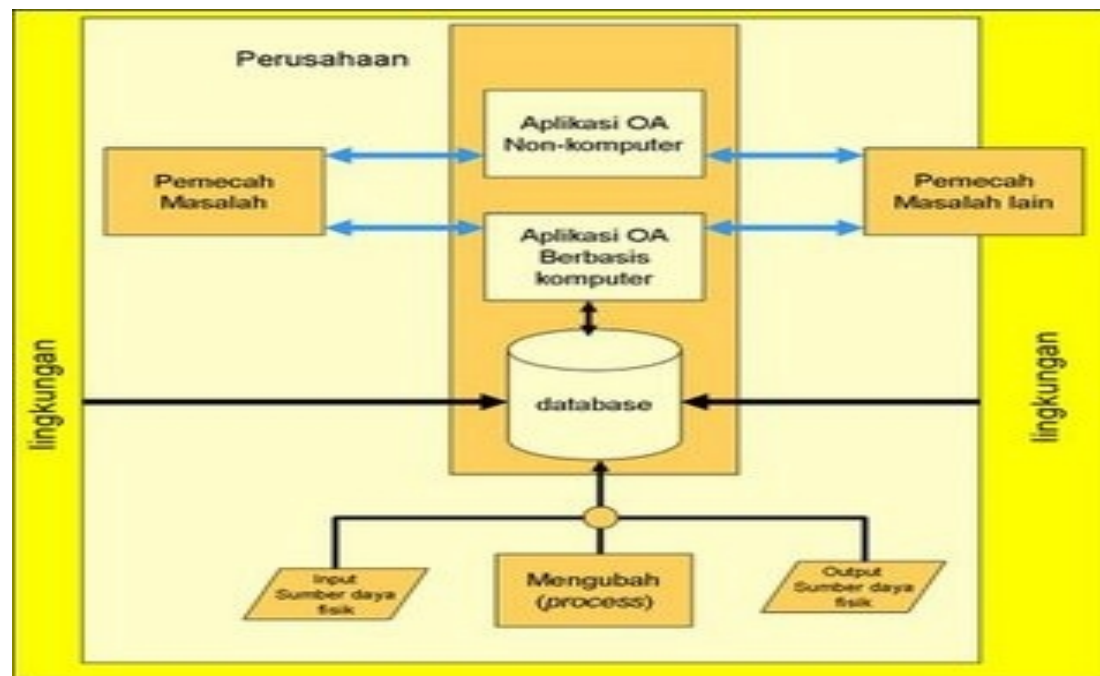 Perusahaan
Aplikasi OA
Non-komputer
Pemecah
Masalah
Pemecah
Masalah lain
Aplikasi OA
Berbasis
komputer
lingkungan
database
lingkungan
Input
Sumber daya
fisik
Mengubah
(process)
Output
Sumber daya
fisik